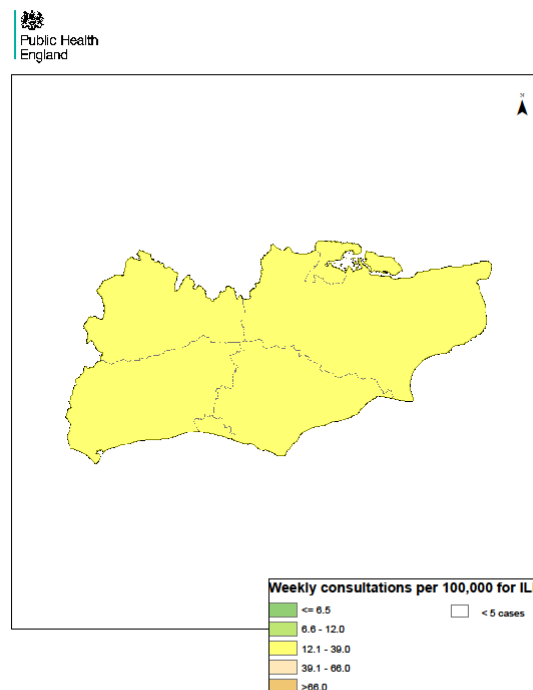 Public Health
England
N
Weekly consultations per 100,000 for ILI
<= 6.5
< 5 cases
6.6 - 12.0
12.1 - 39.0
39.1 - 66.0
>66.0